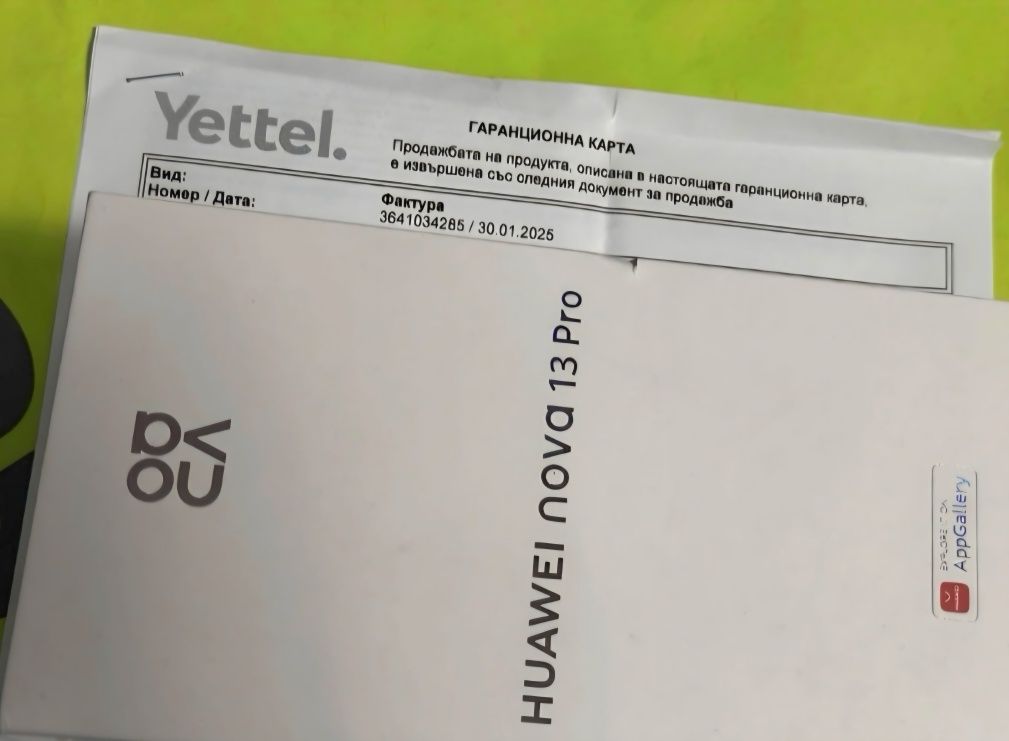 Yettel.
ГАРАНЦИОННА КАРТА
Продажбата на продукта, описана в настоящата гаранционна карта,
е извършена със следния документ за продажба
Вид:
Номер / Дата:
Фактура
3641034285 / 30.01.2025
nova
HUAWEI nova 13 Pro
EXPLORE IT ON
AppGallery